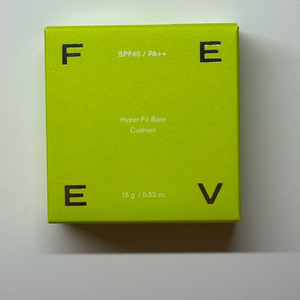 F E
SPF40 / PA++
Hyper-Fit Bare
Cushion
E V
15 g. / 0.52 oz